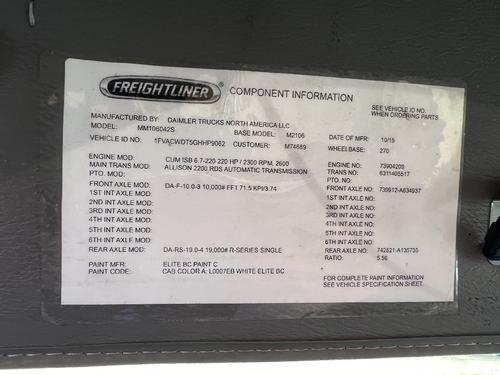 FREIGHTLINER COMPONENT INFORMATION
SEE VEHICLE ID NO.
WHEN ORDERING PARTS
MANUFACTURED BY: DAIMLER TRUCKS NORTH AMERICA LLC
MODEL: MM106042S BASE MODEL: M2106 MFT DATE: 10/15
VEHICLE ID NO: CUSTOMER: M74689 WHEELBASE: 270
ENGINE MOD: CUM ISB 6.7-220 220 HP / 2300 RPM, 2600 ENGINE NO: 73904205
MAIN TRANS MOD: ALLISON 2200 RDS AUTOMATIC TRANSMISSION TRANS NO: 6311405517
PTO. MOD: PTO. NO:
FRONT AXLE MOD: DA-F-10.0-3 10,000# FF1 71.5 KPI/3.74 FRONT AXLE NO: 730912-A634937
1ST INT AXLE MOD: 1ST INT AXLE NO:
2ND INT AXLE MOD: 2ND INT AXLE NO:
3RD INT AXLE MOD: 3RD INT AXLE NO:
4TH INT AXLE MOD: 4TH INT AXLE NO:
5TH INT AXLE MOD: 5TH INT AXLE NO:
6TH INT AXLE MOD: 6TH INT AXLE NO:
REAR AXLE MOD: DA-RS-19.0-4 19,000# R-SERIES SINGLE REAR AXLE NO: 742821-A135735
RATIO: 5.56
PAINT MFR: ELITE BC PAINT C
PAINT CODE: CAB COLOR A: L0007EB WHITE ELITE BC
FOR COMPLETE PAINT INFORMATION
SEE VEHICLE SPECIFICATION SHEET.